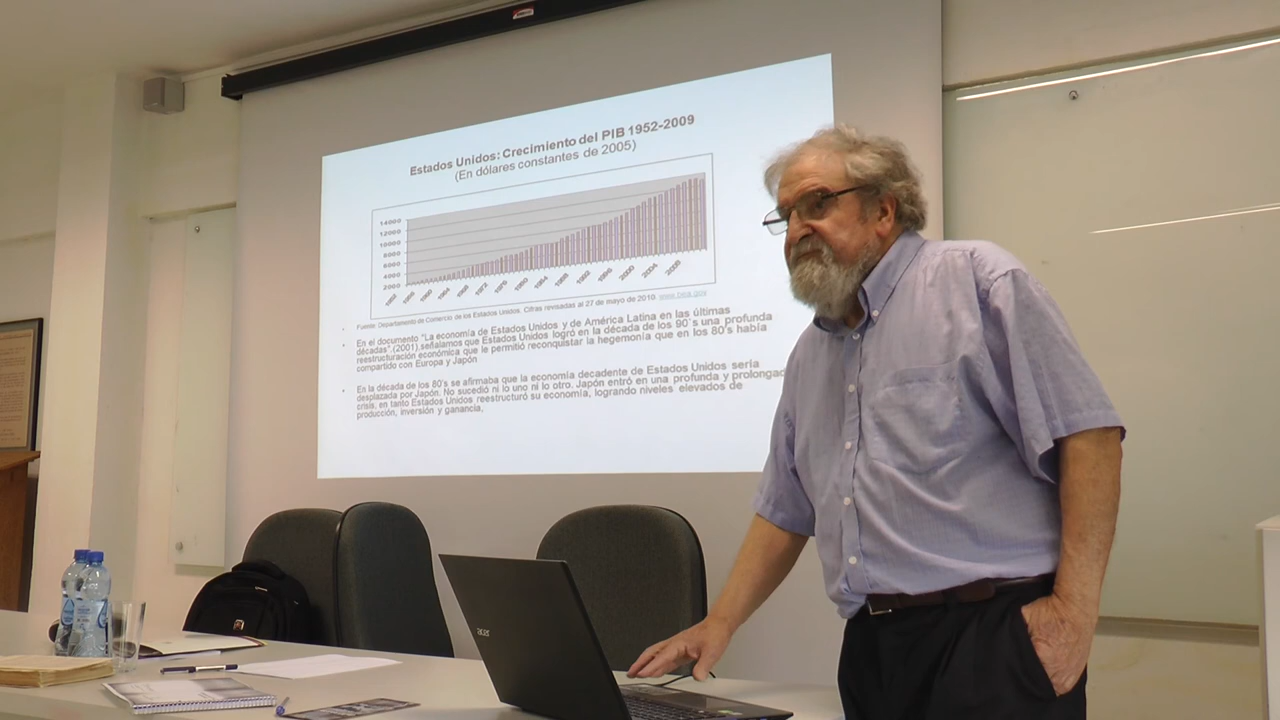 Estados Unidos: Crecimiento del PIB 1952-2009
(En dólares constantes de 2005)
14000
12000
10000
8000
6000
4000
2000
Fuente: Departamento de Comercio de los Estados Unidos. Cifras revisadas al 27 de mayo de 2010. www.bea.gov
En el documento "La economía de Estados Unidos y de América Latina en las últimas
décadas",(2001),señalamos que Estados Unidos logró en la década de los 90`s una profunda
reestructuración económica que le permitió reconquistar la hegemonía que en los 80's había
compartido con Europa y Japón
En la década de los 80's se afirmaba que la economía decadente de Estados Unidos sería
desplazada por Japón. No sucedió ni lo uno ni lo otro. Japón entró en una profunda y prolongad
crisis, en tanto Estados Unidos reestructuró su economía, logrando niveles elevados de
producción, inversión y ganancia,
acer